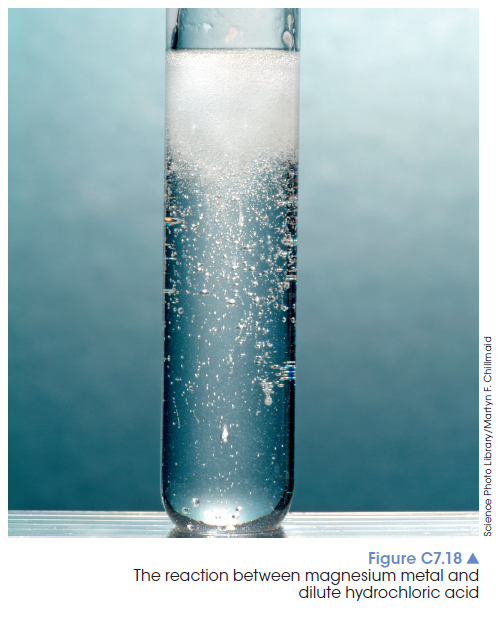 Science Photo Library/Martyn F. Chillmaid
Figure C7.18 ▲
The reaction between magnesium metal and
dilute hydrochloric acid